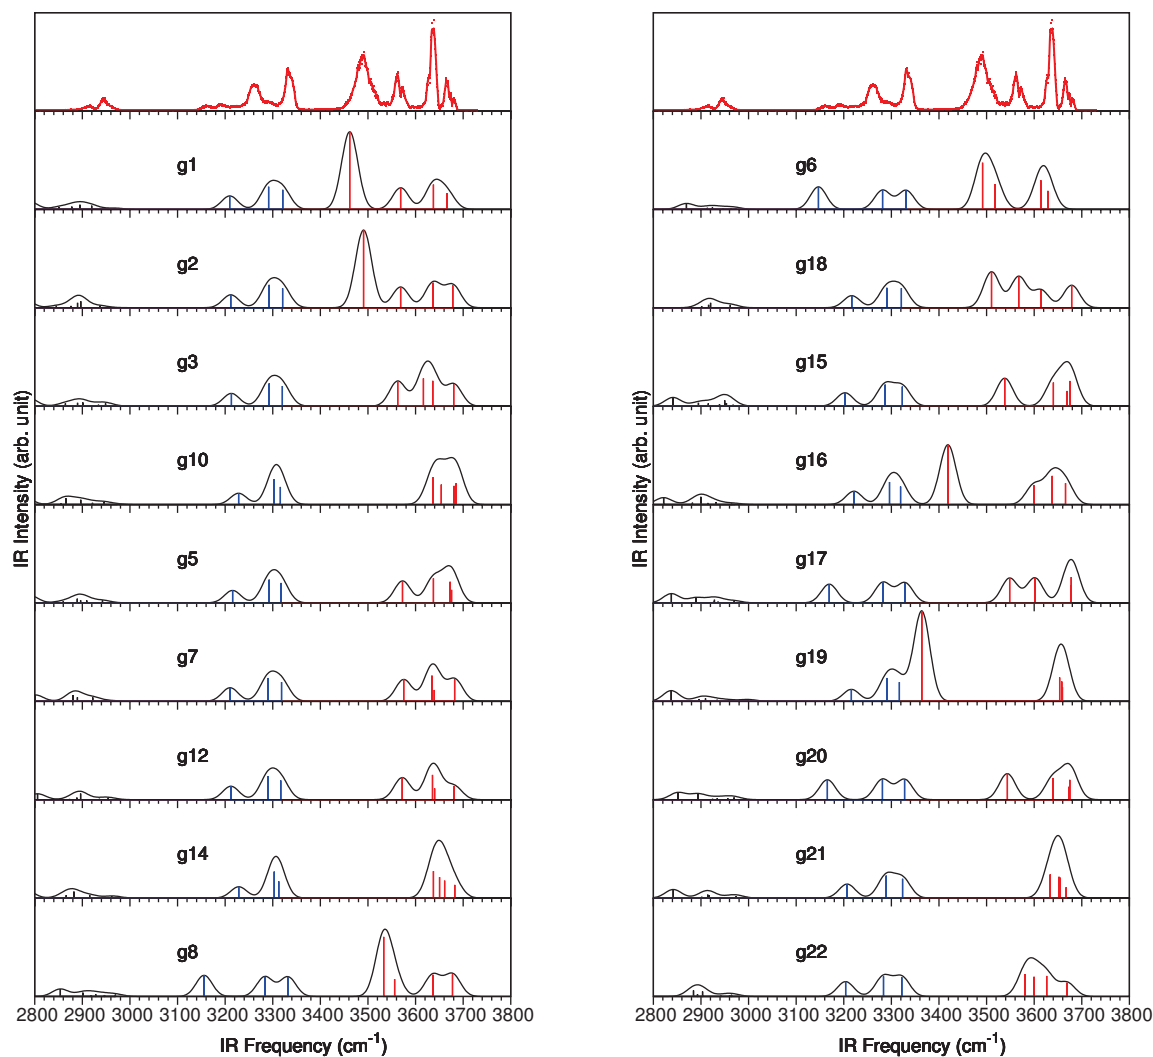 g1
g2
g3
g10
g5
g7
g12
g14
g8
2800 2900 3000 3100 3200 3300 3400 3500 3600 3700 3800
IR Frequency (cm⁻¹)
IR Intensity (arb. unit)
g6
g18
g15
g16
g17
g19
g20
g21
g22
2800 2900 3000 3100 3200 3300 3400 3500 3600 3700 3800
IR Frequency (cm⁻¹)
IR Intensity (arb. unit)